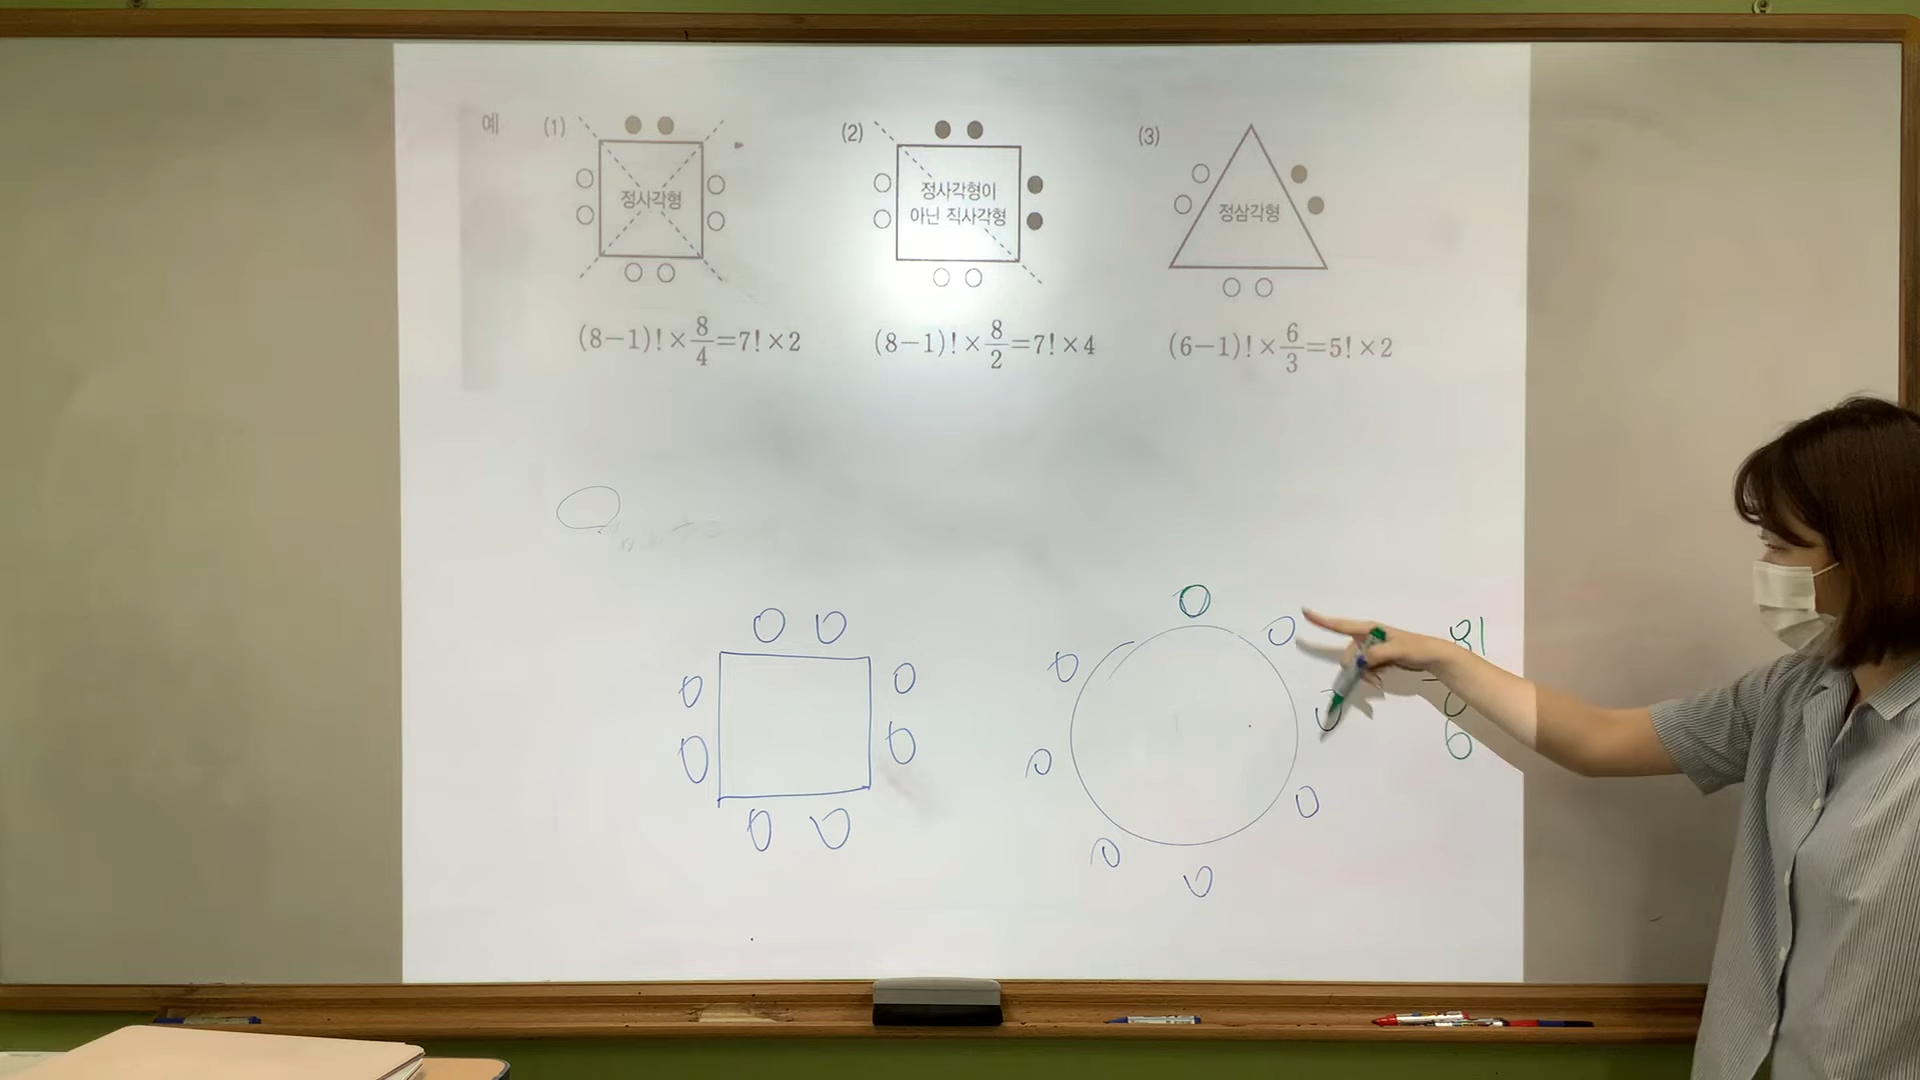 예 (1) (2) (3)
정사각형
정사각형이
아닌 직사각형
정삼각형
(8−1)!×8/4=7!×2
(8−1)!×8/2=7!×4
(6−1)!×6/3=5!×2
8!